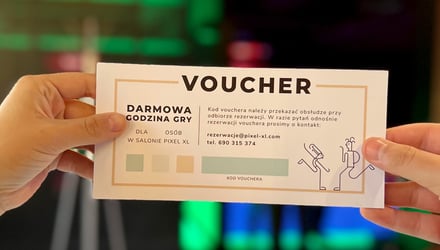 VOUCHER
DARMOWA
GODZINA GRY
DLA OSÓB
W SALONIE PIXEL XL
Kod vouchera należy przekazać obsłudze przy
odbiorze rezerwacji. W razie pytań odnośnie
rezerwacji vouchera prosimy o kontakt:
rezerwacje@pixel-xl.com
tel. 690 315 374
KOD VOUCHERA